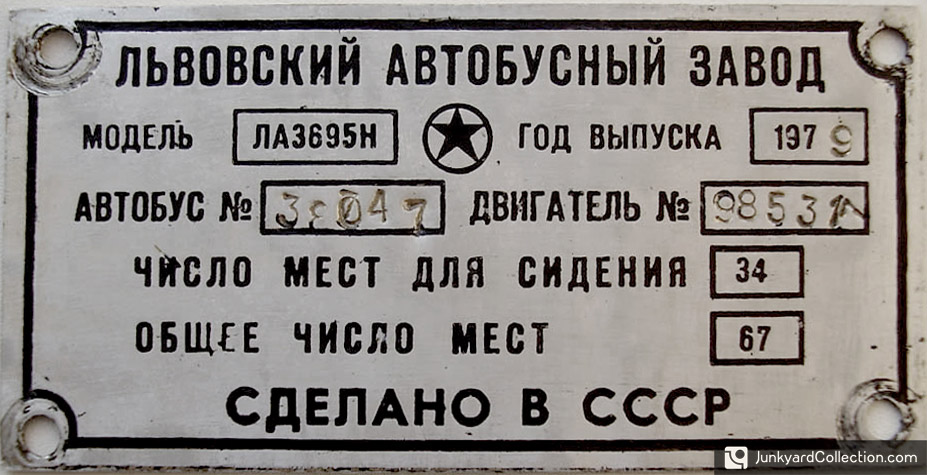 ЛЬВОВСКИЙ АВТОБУСНЫЙ ЗАВОД
МОДЕЛЬ ЛАЗ695Н ГОД ВЫПУСКА 1979
АВТОБУС № ДВИГАТЕЛЬ №
ЧИСЛО МЕСТ ДЛЯ СИДЕНИЯ 34
ОБЩЕЕ ЧИСЛО МЕСТ 67
СДЕЛАНО В СССР
JunkyardCollection.com